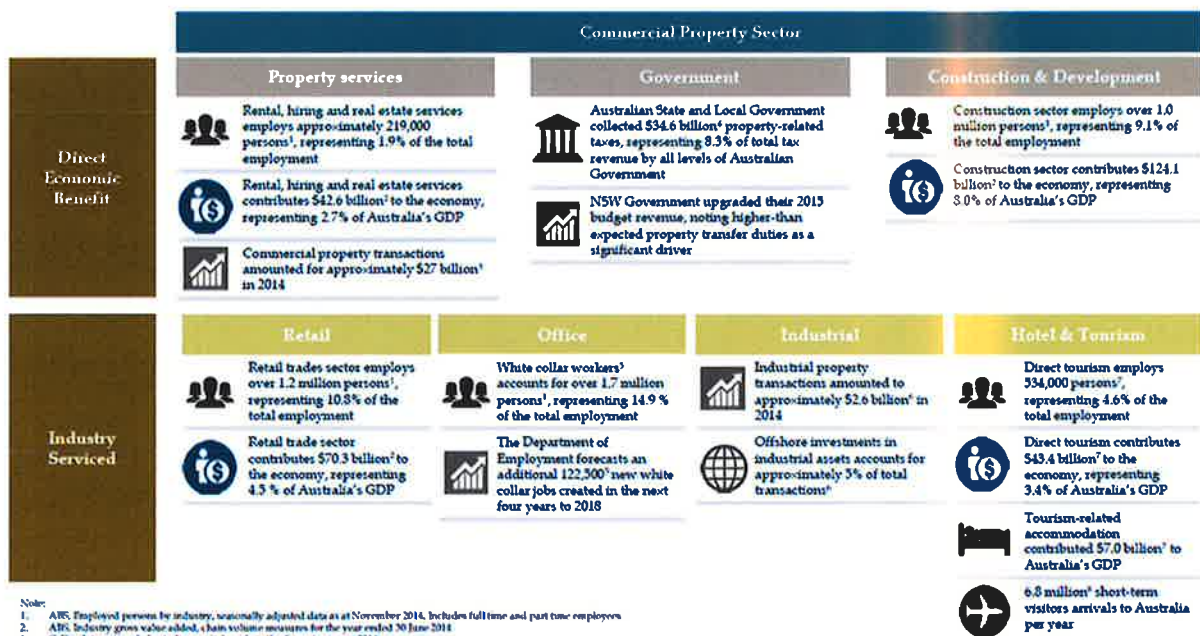 Commercial Property Sector
Direct
Economic
Benefit
Property services
Rental, hiring and real estate services
employs approximately 219,000
persons¹, representing 1.9% of the total
employment
Rental, hiring and real estate services
contributes $42.6 billion² to the economy,
representing 2.7% of Australia's GDP
Commercial property transactions
amounted for approximately $27 billion
in 2014
Government
Australian State and Local Government
collected $34.6 billion⁴ property-related
taxes, representing 8.3% of total tax
revenue by all levels of Australian
Government
NSW Government upgraded their 2015
budget revenue, noting higher-than
expected property transfer duties as a
significant driver
Construction & Development
Construction sector employs over 1.0
million persons¹, representing 9.1% of
the total employment
Construction sector contributes $124.1
billion² to the economy, representing
8.0% of Australia's GDP
Industry
Serviced
Retail
Retail trades sector employs
over 1.2 million persons¹,
representing 10.8% of the
total employment
Retail trade sector
contributes $70.3 billion² to
the economy, representing
4.5 % of Australia's GDP
Office
White collar workers⁵
accounts for over 1.7 million
persons¹, representing 14.9 %
of the total employment
The Department of
Employment forecasts an
additional 122,300⁵ new white
collar jobs created in the next
four years to 2018
Industrial
Industrial property
transactions amounted to
approximately $2.6 billion⁶ in
2014
Offshore investments in
industrial assets accounts for
approximately 5% of total
transactions⁶
Hotel & Tourism
Direct tourism employs
534,000 persons⁷,
representing 4.6% of the
total employment
Direct tourism contributes
$43.4 billion⁷ to the
economy, representing
3.4% of Australia's GDP
Tourism-related
accommodation
contributed $7.0 billion⁷ to
Australia's GDP
6.8 million⁸ short-term
visitors arrivals to Australia
per year
Note:
1. ABS, Employed persons by industry, seasonally adjusted data as at November 2014, Includes full time and part time employees
2. ABS, Industry gross value added, chain volume measures for the year ended 30 June 2014